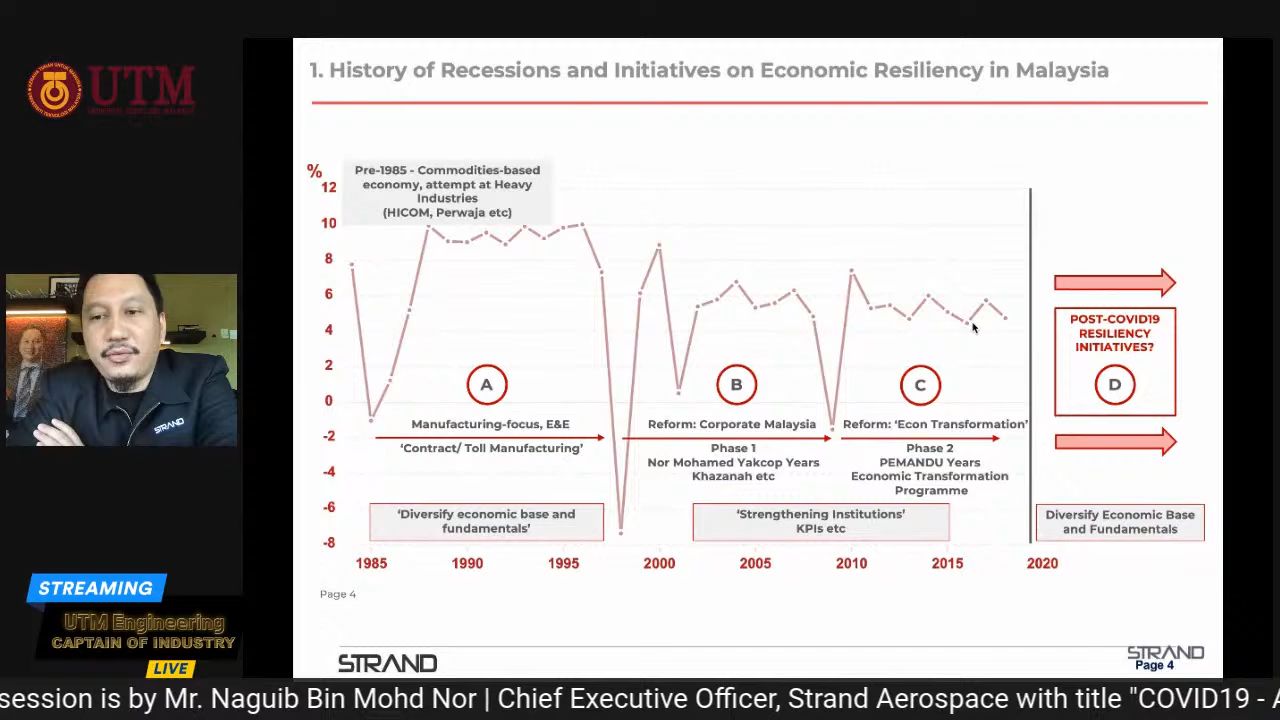 UTM
1. History of Recessions and Initiatives on Economic Resiliency in Malaysia
%
12
10
8
6
4
2
0
-2
-4
-6
-8
Pre-1985 - Commodities-based
economy, attempt at Heavy
Industries
(HICOM, Perwaja etc)
A
Manufacturing-focus, E&E
‘Contract/ Toll Manufacturing’
‘Diversify economic base and
fundamentals’
B
Reform: Corporate Malaysia
Phase 1
Nor Mohamed Yakcop Years
Khazanah etc
‘Strengthening Institutions’
KPIs etc
C
Reform: ‘Econ Transformation’
Phase 2
PEMANDU Years
Economic Transformation
Programme
POST-COVID19
RESILIENCY
INITIATIVES?
D
Diversify Economic Base
and Fundamentals
1985
1990
1995
2000
2005
2010
2015
2020
Page 4
STRAND
STRAND
Page 4
STRAND
STREAMING
UTM Engineering
CAPTAIN OF INDUSTRY
LIVE
session is by Mr. Naguib Bin Mohd Nor | Chief Executive Officer, Strand Aerospace with title "COVID19 - A